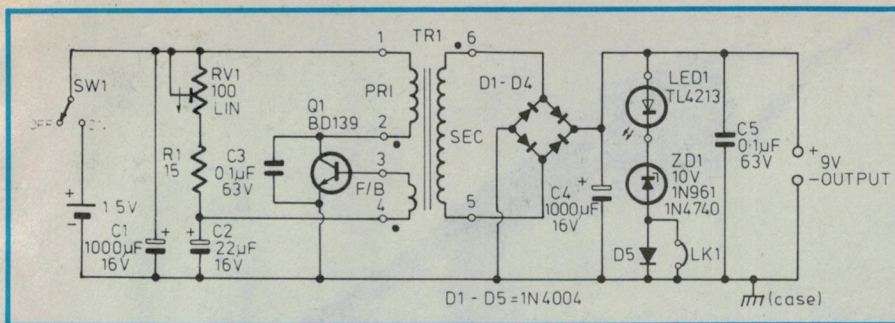 1
TR1
6
SW1
OFF
ON
RV1
100
LIN
Q1
BD139
PRI
2
R1
15
C3
0·1µF
63V
3
F/B
4
SEC
5
D1-D4
C4
1000µF
16V
LED1
TL4213
ZD1
10V
1N961
1N4740
D5
LK1
C5
0·1µF
63V
+
9V
-OUTPUT
+
1 5V
-
C1
1000µF
16V
+
C2
22µF
16V
+
+
D1 - D5 = 1N4004
(case)